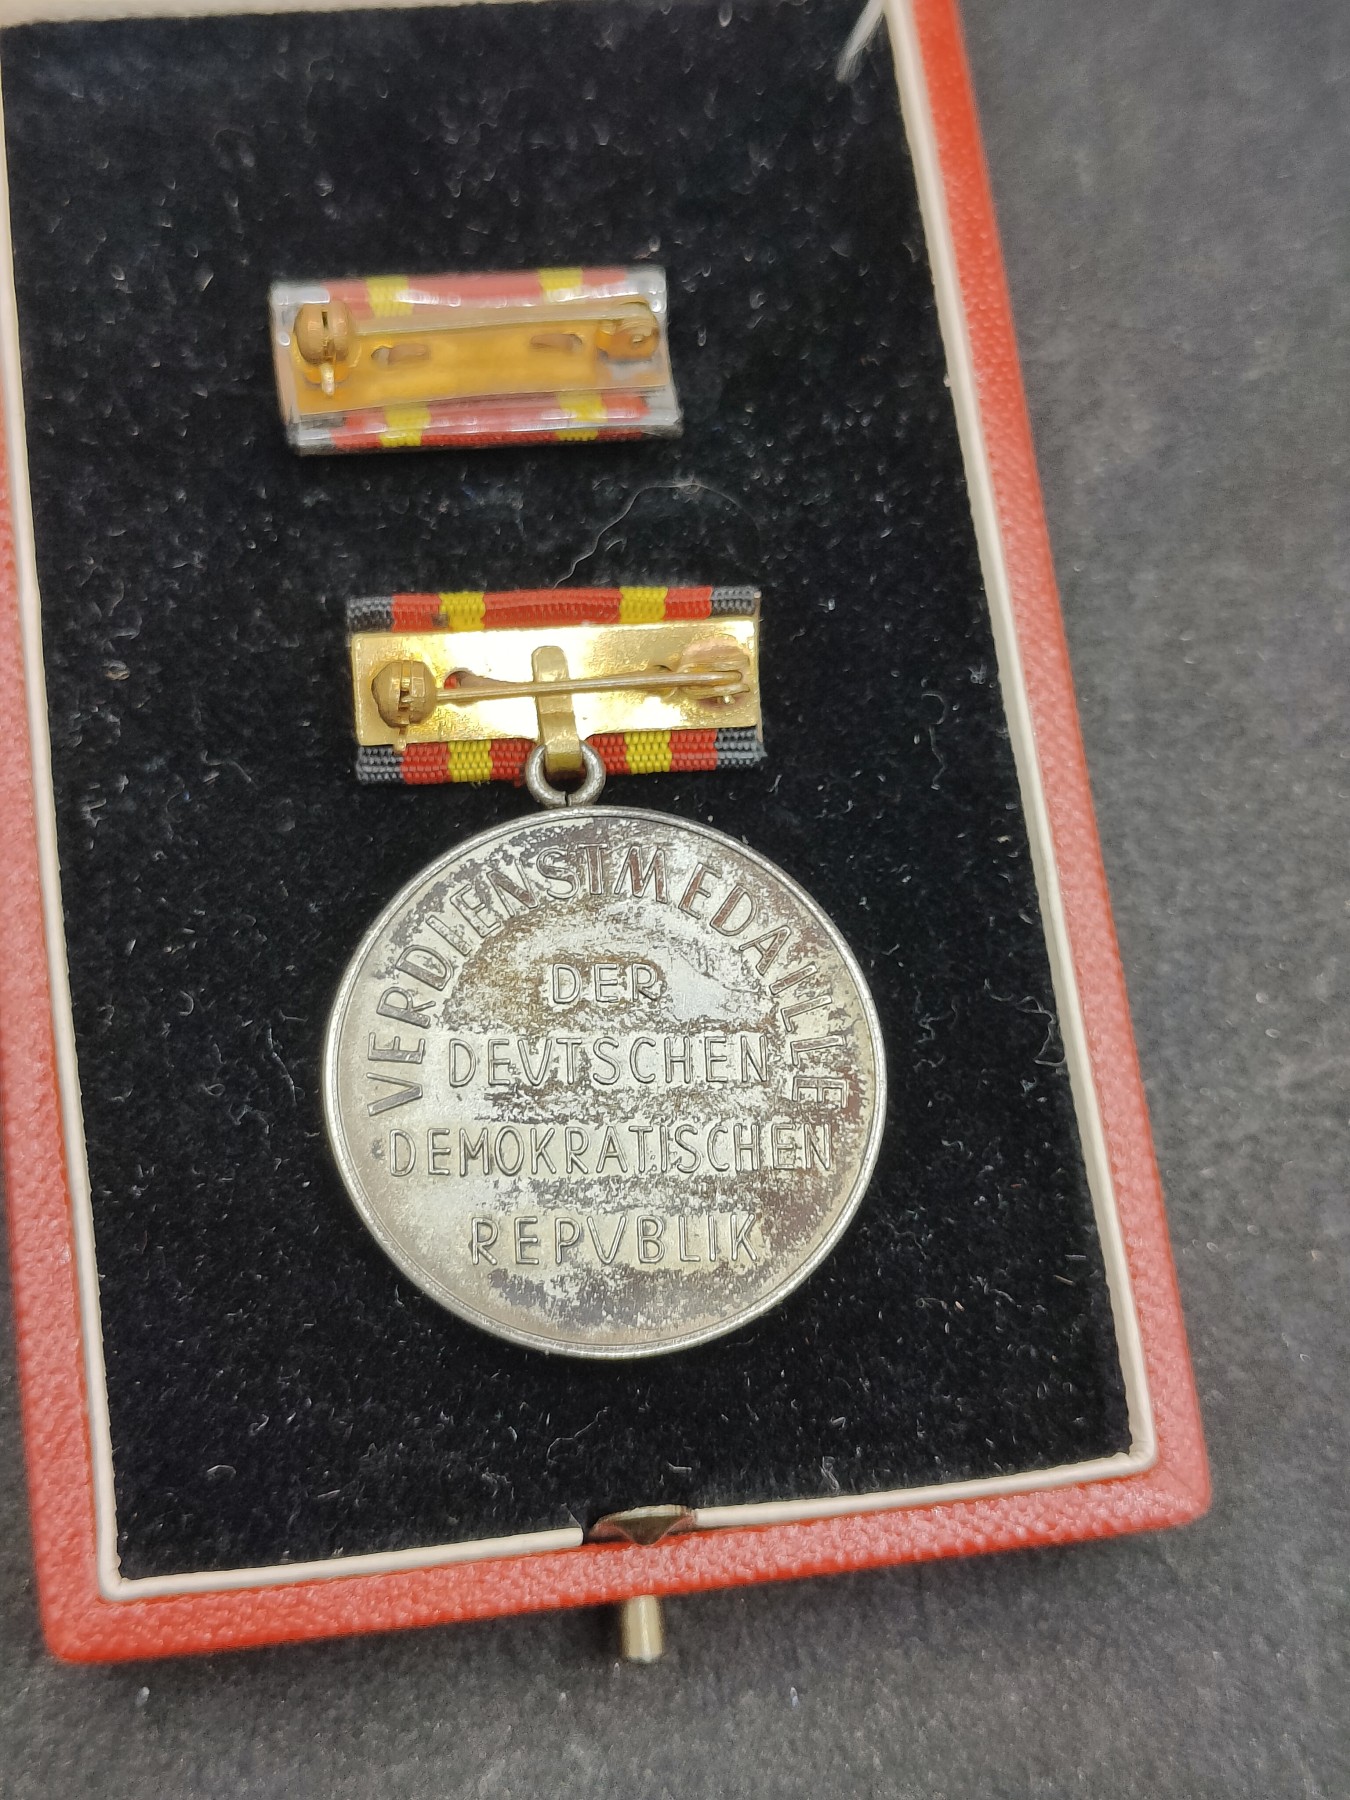 VERDIENSTMEDAILLE
DER
DEVTSCHEN
DEMOKRATISCHEN
REPVBLIK